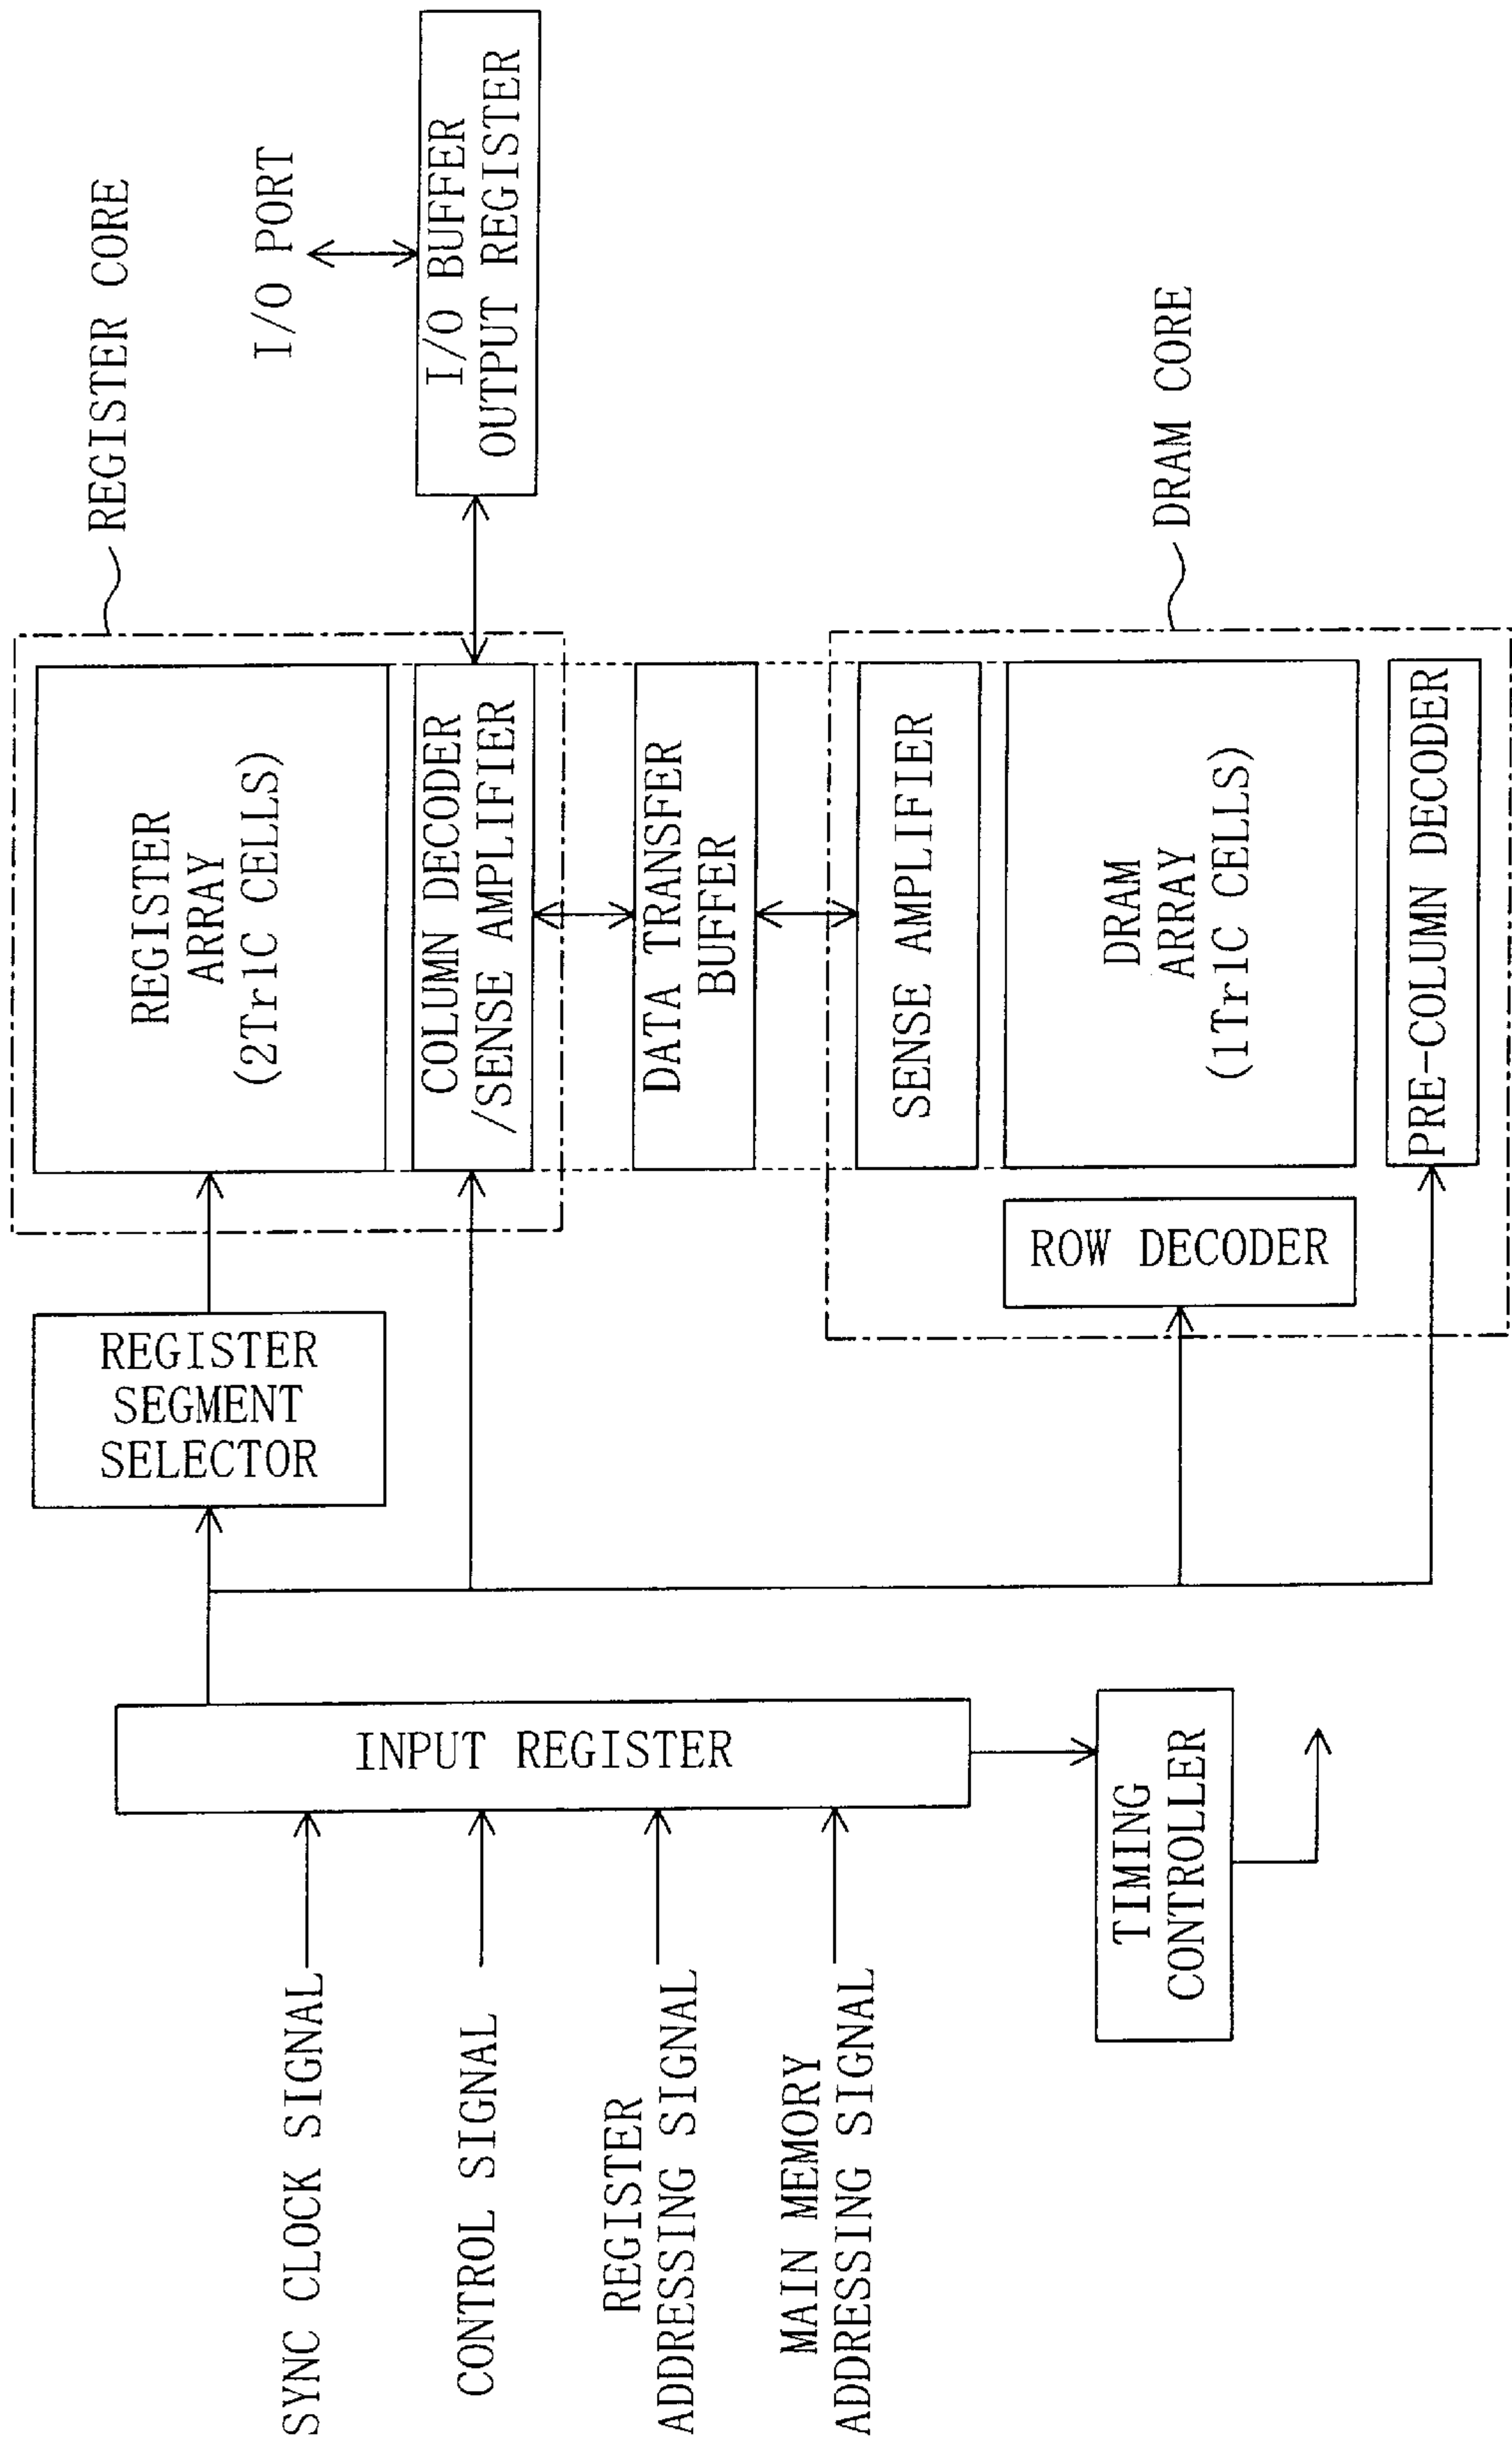 REGISTER CORE
I/O PORT
I/O BUFFER
OUTPUT REGISTER
REGISTER
ARRAY
(2Tr1C CELLS)
COLUMN DECODER
/SENSE AMPLIFIER
DATA TRANSFER
BUFFER
SENSE AMPLIFIER
DRAM
ARRAY
(1Tr1C CELLS)
PRE-COLUMN DECODER
DRAM CORE
ROW DECODER
REGISTER
SEGMENT
SELECTOR
INPUT REGISTER
TIMING
CONTROLLER
SYNC CLOCK SIGNAL
CONTROL SIGNAL
REGISTER
ADDRESSING SIGNAL
MAIN MEMORY
ADDRESSING SIGNAL